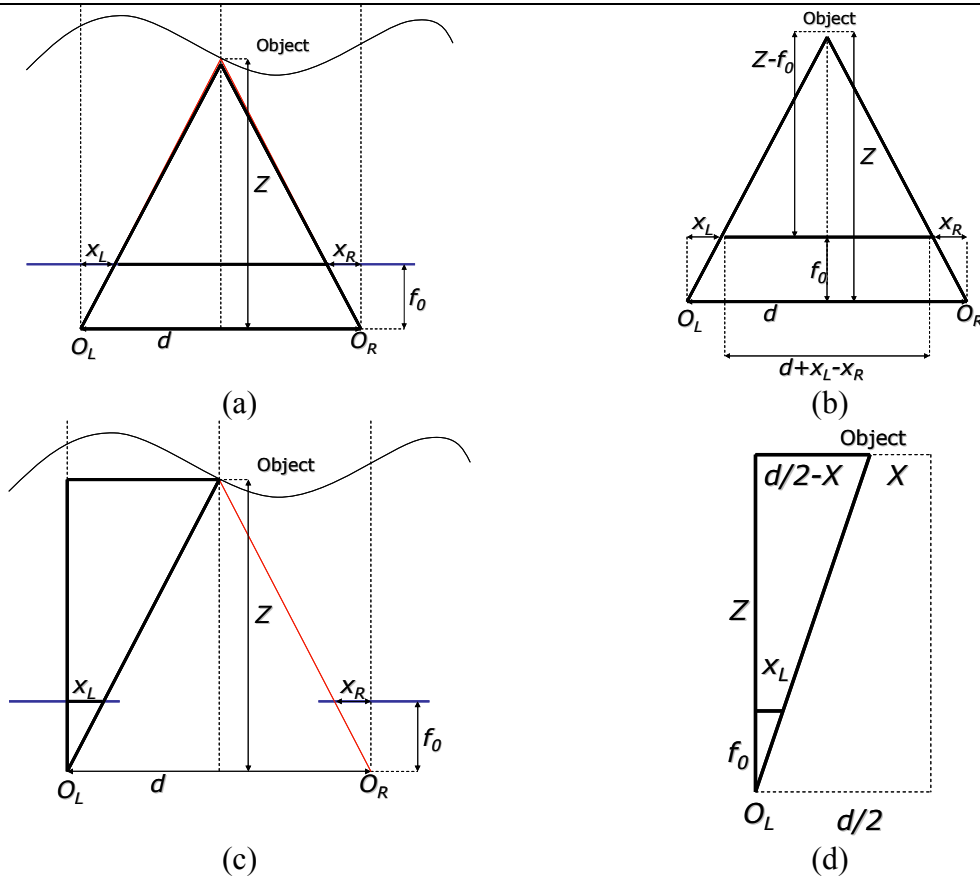 Object
Z
x_L
x_R
f_0
O_L
d
O_R
(a)
Object
Z-f_0
Z
x_L
x_R
f_0
O_L
d
O_R
d+x_L-x_R
(b)
Object
Z
x_L
x_R
f_0
O_L
d
O_R
(c)
Object
d/2-X
X
Z
x_L
f_0
O_L
d/2
(d)